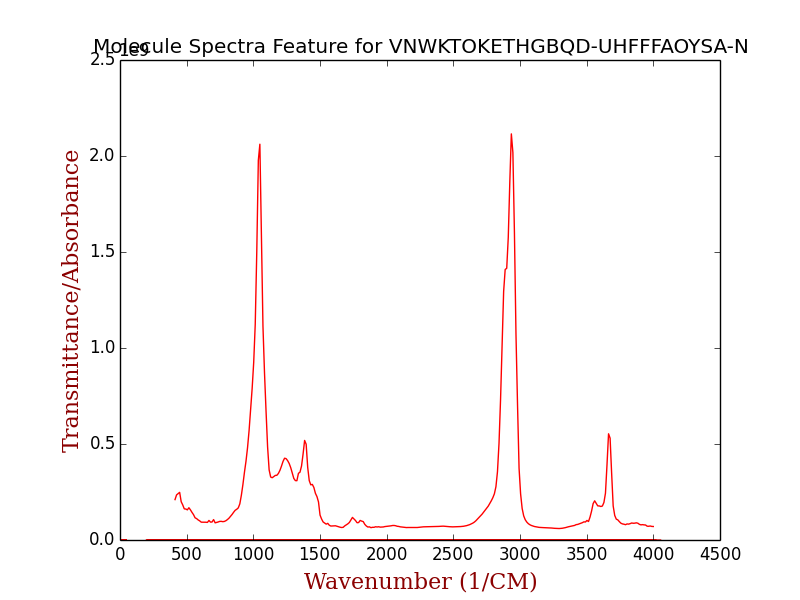 Molecule Spectra Feature for VNWKTOKETHGBQD-UHFFFAOYSA-N
1e9
2.5
2.0
1.5
1.0
0.5
0.0
Transmittance/Absorbance
0 500 1000 1500 2000 2500 3000 3500 4000 4500
Wavenumber (1/CM)